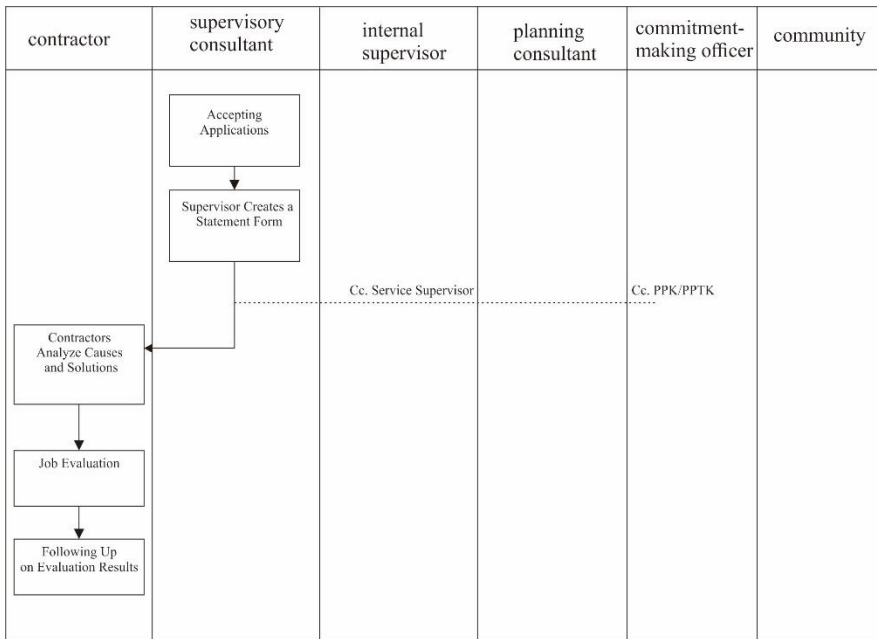 contractor
supervisory
consultant
internal
supervisor
planning
consultant
commitment-
making officer
community
Accepting
Applications
Supervisor Creates a
Statement Form
Cc. Service Supervisor
Cc. PPK/PPTK
Contractors
Analyze Causes
and Solutions
Job Evaluation
Following Up
on Evaluation Results